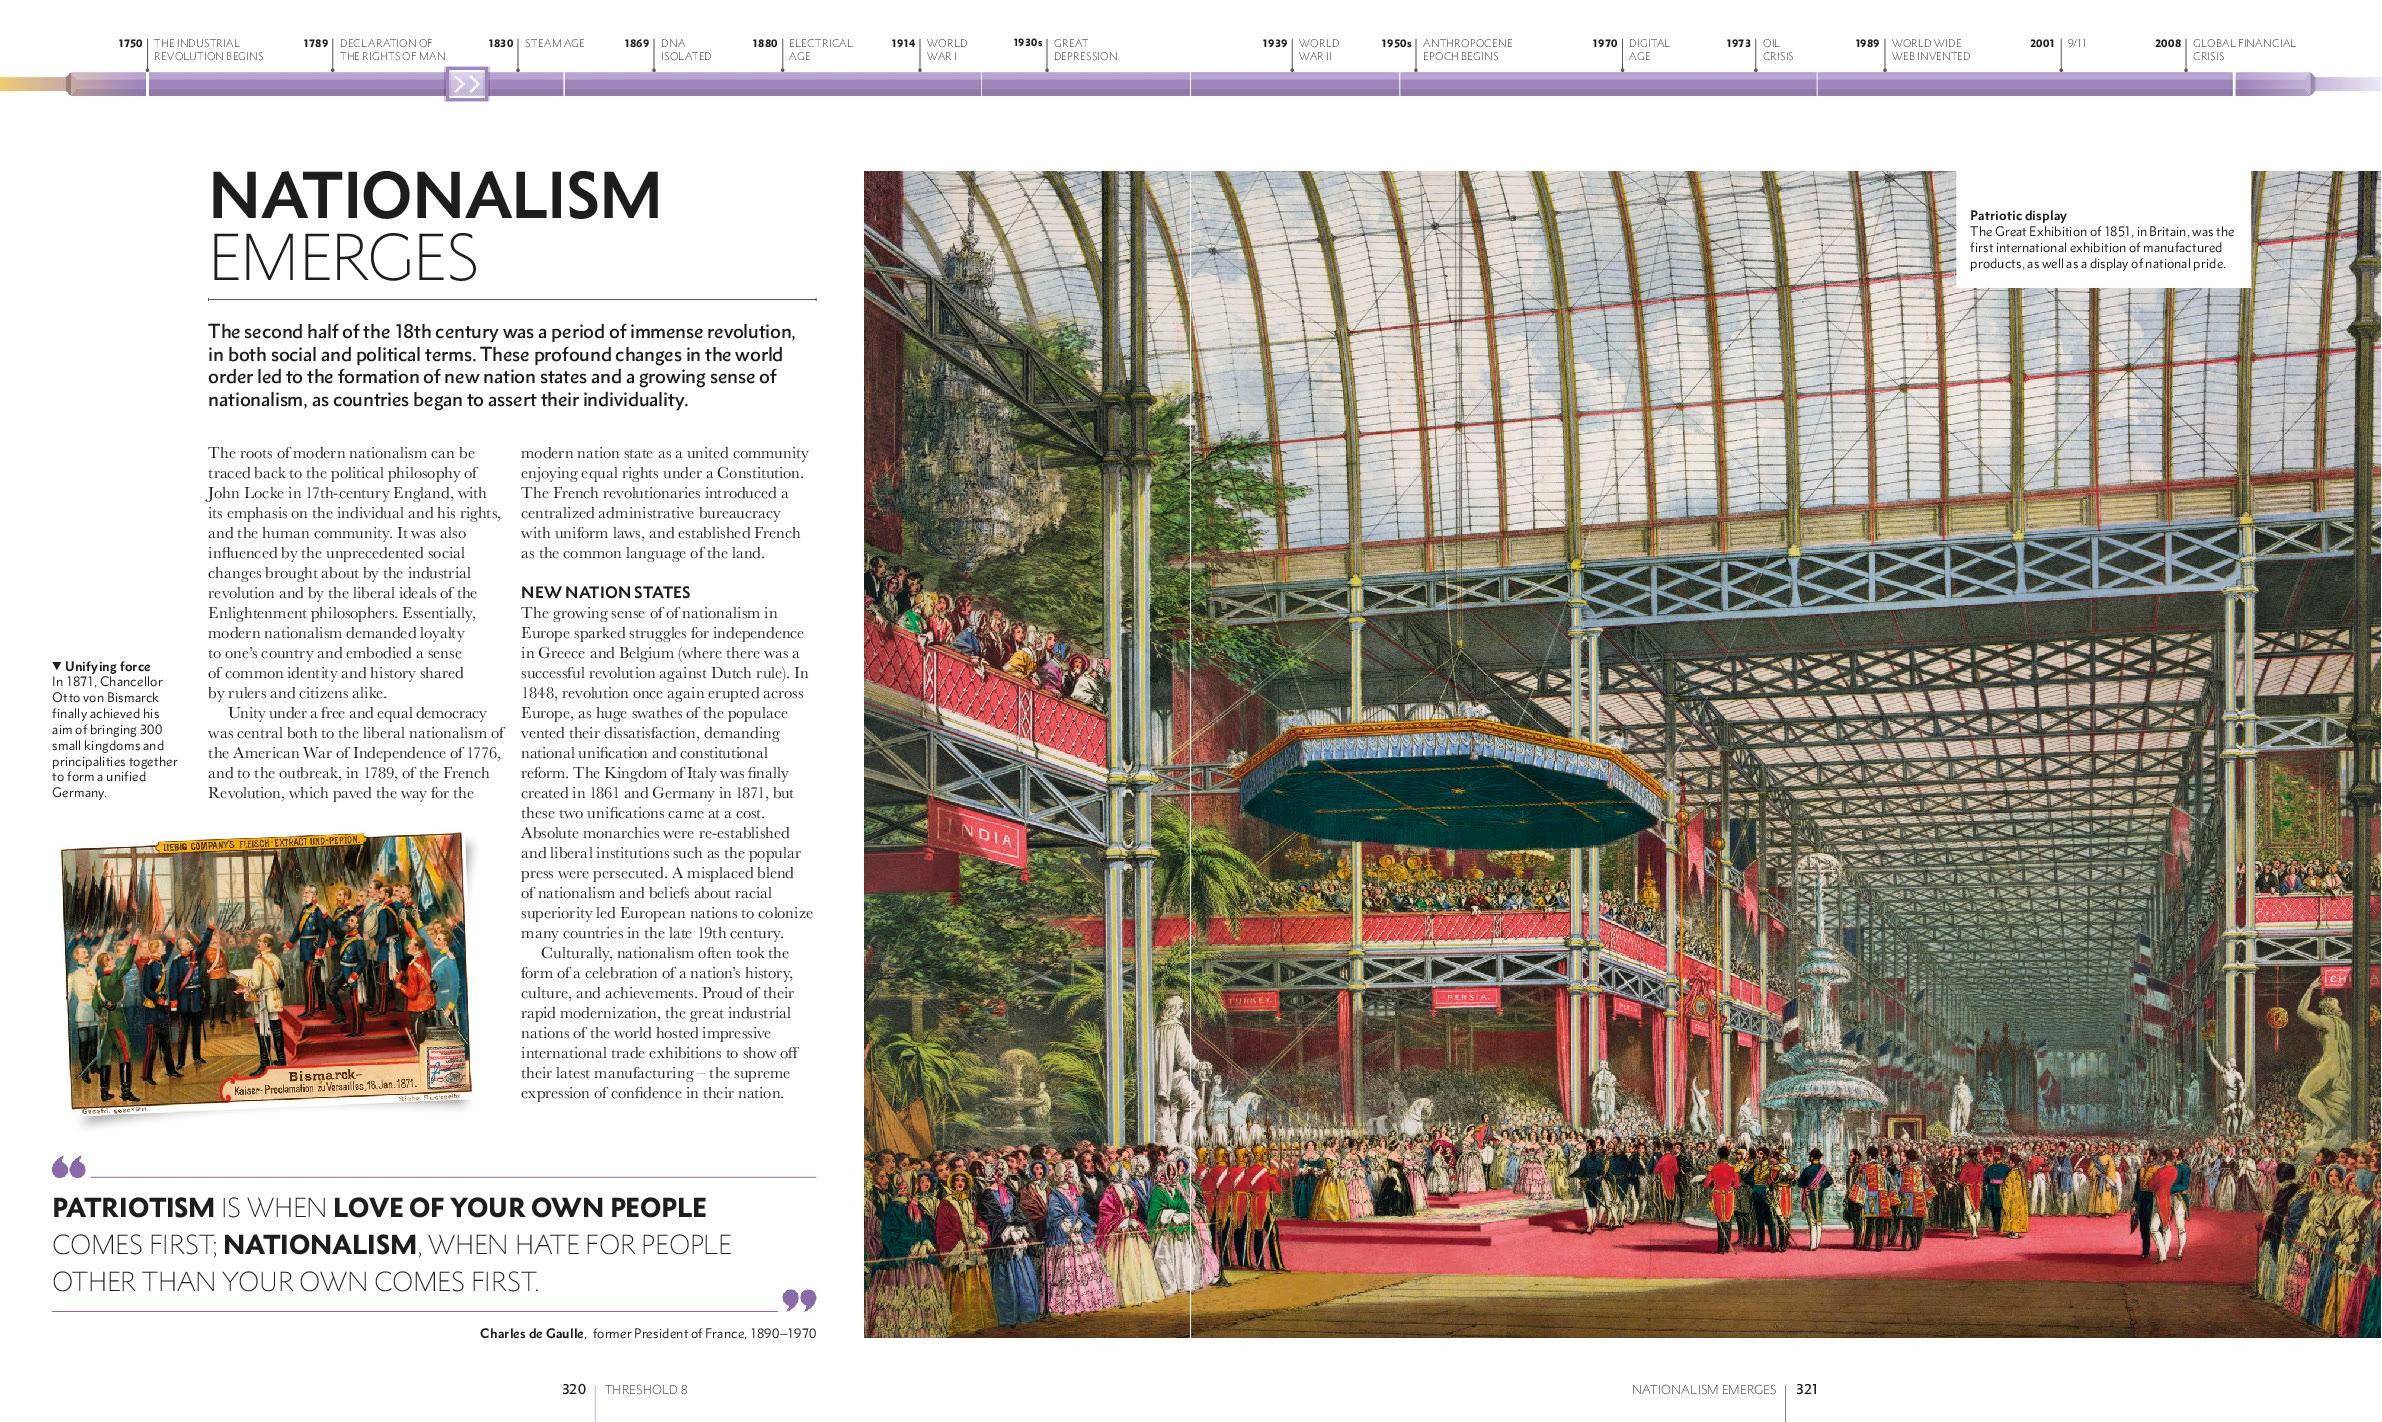 1750 THE INDUSTRIAL
REVOLUTION BEGINS
1789 DECLARATION OF
THE RIGHTS OF MAN
1830 STEAM AGE
1869 DNA
ISOLATED
1880 ELECTRICAL
AGE
1914 WORLD
WAR I
1930s GREAT
DEPRESSION
1939 WORLD
WAR II
1950s ANTHROPOCENE
EPOCH BEGINS
1970 DIGITAL
AGE
1973 OIL
CRISIS
1989 WORLD WIDE
WEB INVENTED
2001 9/11
2008 GLOBAL FINANCIAL
CRISIS
NATIONALISM
EMERGES
The second half of the 18th century was a period of immense revolution,
in both social and political terms. These profound changes in the world
order led to the formation of new nation states and a growing sense of
nationalism, as countries began to assert their individuality.
The roots of modern nationalism can be
traced back to the political philosophy of
John Locke in 17th-century England, with
its emphasis on the individual and his rights,
and the human community. It was also
influenced by the unprecedented social
changes brought about by the industrial
revolution and by the liberal ideals of the
Enlightenment philosophers. Essentially,
modern nationalism demanded loyalty
to one's country and embodied a sense
of common identity and history shared
by rulers and citizens alike.
Unity under a free and equal democracy
was central both to the liberal nationalism of
the American War of Independence of 1776,
and to the outbreak, in 1789, of the French
Revolution, which paved the way for the
modern nation state as a united community
enjoying equal rights under a Constitution.
The French revolutionaries introduced a
centralized administrative bureaucracy
with uniform laws, and established French
as the common language of the land.
NEW NATION STATES
The growing sense of of nationalism in
Europe sparked struggles for independence
in Greece and Belgium (where there was a
successful revolution against Dutch rule). In
1848, revolution once again erupted across
Europe, as huge swathes of the populace
vented their dissatisfaction, demanding
national unification and constitutional
reform. The Kingdom of Italy was finally
created in 1861 and Germany in 1871, but
these two unifications came at a cost.
Absolute monarchies were re-established
and liberal institutions such as the popular
press were persecuted. A misplaced blend
of nationalism and beliefs about racial
superiority led European nations to colonize
many countries in the late 19th century.
Culturally, nationalism often took the
form of a celebration of a nation's history,
culture, and achievements. Proud of their
rapid modernization, the great industrial
nations of the world hosted impressive
international trade exhibitions to show off
their latest manufacturing – the supreme
expression of confidence in their nation.
▼ Unifying force
In 1871, Chancellor
Otto von Bismarck
finally achieved his
aim of bringing 300
small kingdoms and
principalities together
to form a unified
Germany.
LIEBIG COMPANY'S FLEISCH-EXTRACT UND-PEPTON.
Bismarck-
Kaiser-Proclamation zu Versailles, 18. Jan. 1871.
Siehe Rückseite
“
PATRIOTISM IS WHEN LOVE OF YOUR OWN PEOPLE
COMES FIRST; NATIONALISM, WHEN HATE FOR PEOPLE
OTHER THAN YOUR OWN COMES FIRST.
”
Charles de Gaulle, former President of France, 1890–1970
320 THRESHOLD 8
Patriotic display
The Great Exhibition of 1851, in Britain, was the
first international exhibition of manufactured
products, as well as a display of national pride.
INDIA
TURKEY.
PERSIA.
CH
NATIONALISM EMERGES 321